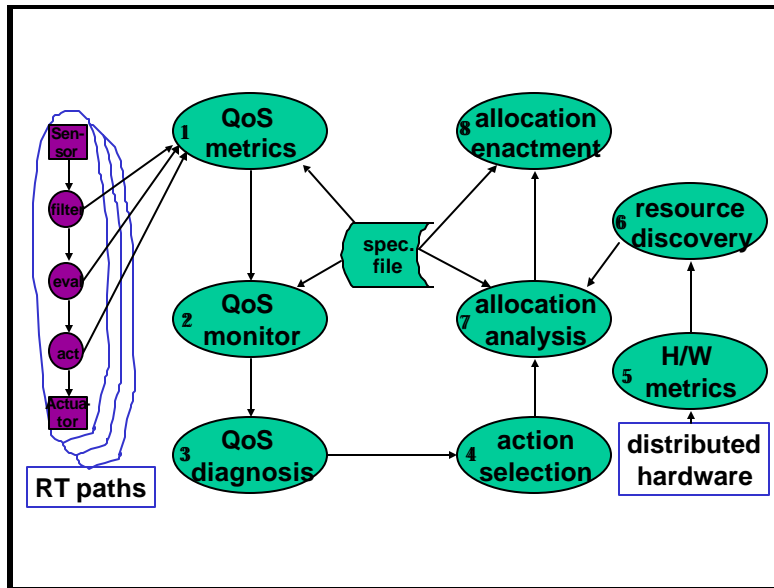 Sen-
sor
filter
eval
act
Actua-
tor
RT paths
1
QoS
metrics
2
QoS
monitor
3
QoS
diagnosis
spec.
file
8
allocation
enactment
7
allocation
analysis
4
action
selection
6
resource
discovery
5
H/W
metrics
distributed
hardware